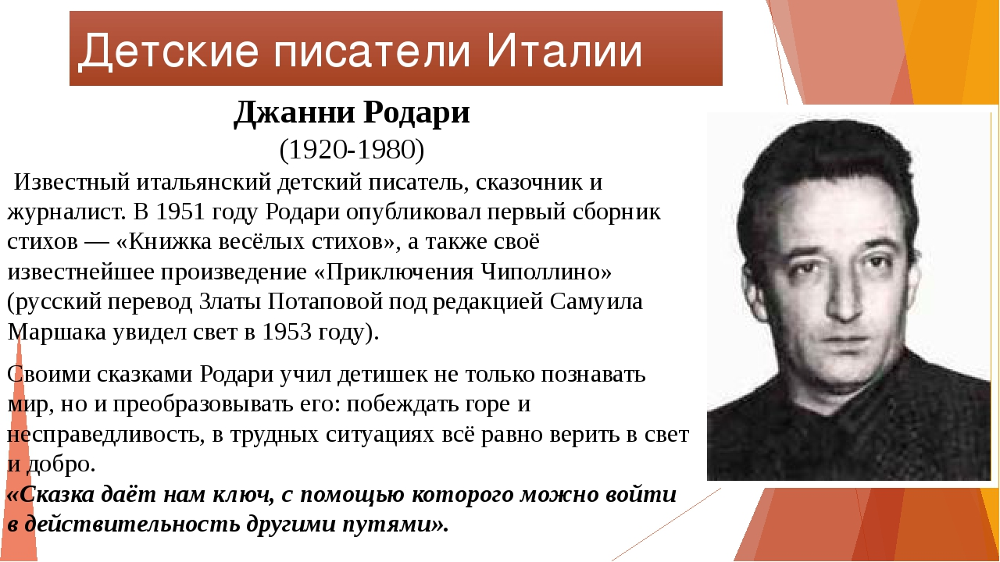 Детские писатели Италии
Джанни Родари
(1920-1980)
Известный итальянский детский писатель, сказочник и
журналист. В 1951 году Родари опубликовал первый сборник
стихов — «Книжка весёлых стихов», а также своё
известнейшее произведение «Приключения Чиполлино»
(русский перевод Златы Потаповой под редакцией Самуила
Маршака увидел свет в 1953 году).
Своими сказками Родари учил детишек не только познавать
мир, но и преобразовывать его: побеждать горе и
несправедливость, в трудных ситуациях всё равно верить в свет
и добро.
«Сказка даёт нам ключ, с помощью которого можно войти
в действительность другими путями».